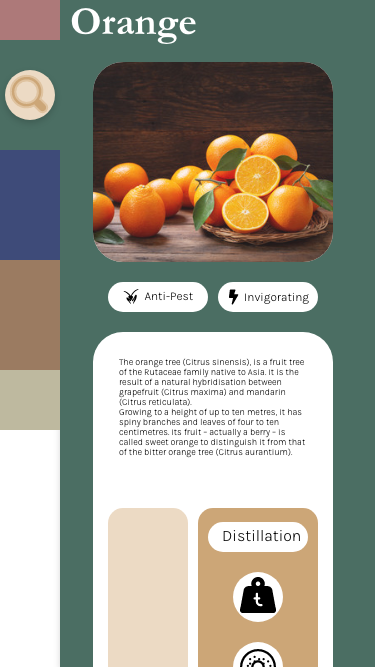 Orange
Anti-Pest
Invigorating
The orange tree (Citrus sinensis), is a fruit tree
of the Rutaceae family native to Asia. it is the
result of a natural hybridisation between
grapefruit (Citrus maxima) and mandarin
(Citrus reticulata).
Growing to a height of up to ten metres, it has
spiny branches and leaves of four to ten
centimetres. Its fruit – actually a berry – is
called sweet orange to distinguish it from that
of the bitter orange tree (Citrus aurantium).
Distillation
t